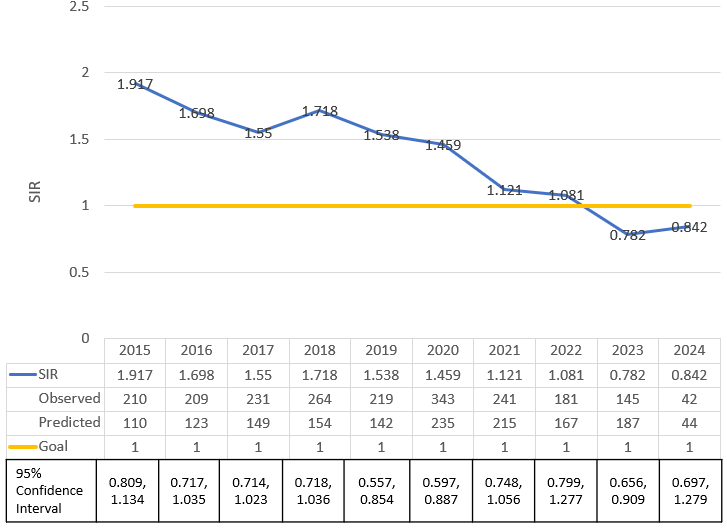 2.5
2
1.5
1
0.5
0
SIR
1.917
1.698
1.55
1.718
1.538
1.459
1.121
1.081
0.782
0.842
2015 2016 2017 2018 2019 2020 2021 2022 2023 2024
SIR 1.917 1.698 1.55 1.718 1.538 1.459 1.121 1.081 0.782 0.842
Observed 210 209 231 264 219 343 241 181 145 42
Predicted 110 123 149 154 142 235 215 167 187 44
Goal 1 1 1 1 1 1 1 1 1 1
95% 0.809, 0.717, 0.714, 0.718, 0.557, 0.597, 0.748, 0.799, 0.656, 0.697,
Confidence 1.134 1.035 1.023 1.036 0.854 0.887 1.056 1.277 0.909 1.279
Interval